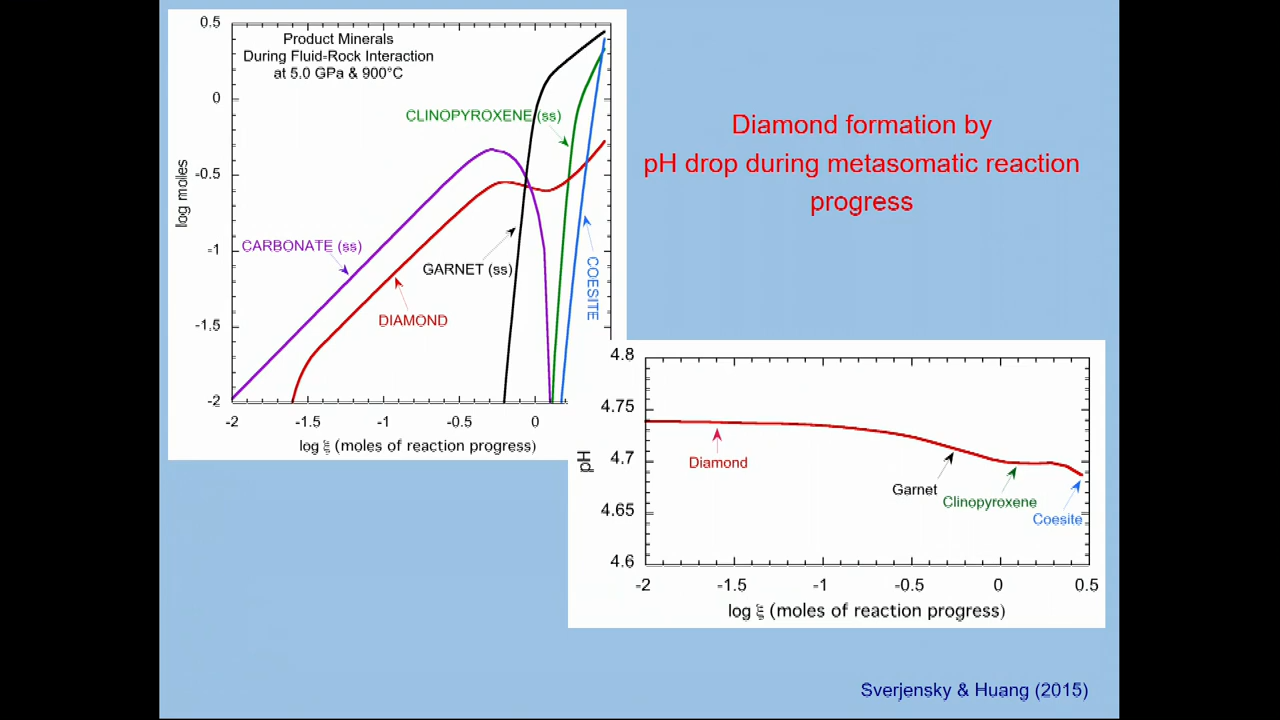 Product Minerals
During Fluid-Rock Interaction
at 5.0 GPa & 900°C
0.5
0
-0.5
-1
-1.5
-2
log moles
CLINOPYROXENE (ss)
CARBONATE (ss)
GARNET (ss)
DIAMOND
COESITE
-2 -1.5 -1 -0.5 0
log ξ (moles of reaction progress)
Diamond formation by
pH drop during metasomatic reaction
progress
4.8
4.75
4.7
4.65
4.6
pH
Diamond
Garnet
Clinopyroxene
Coesite
-2 -1.5 -1 -0.5 0 0.5
log ξ (moles of reaction progress)
Sverjensky & Huang (2015)